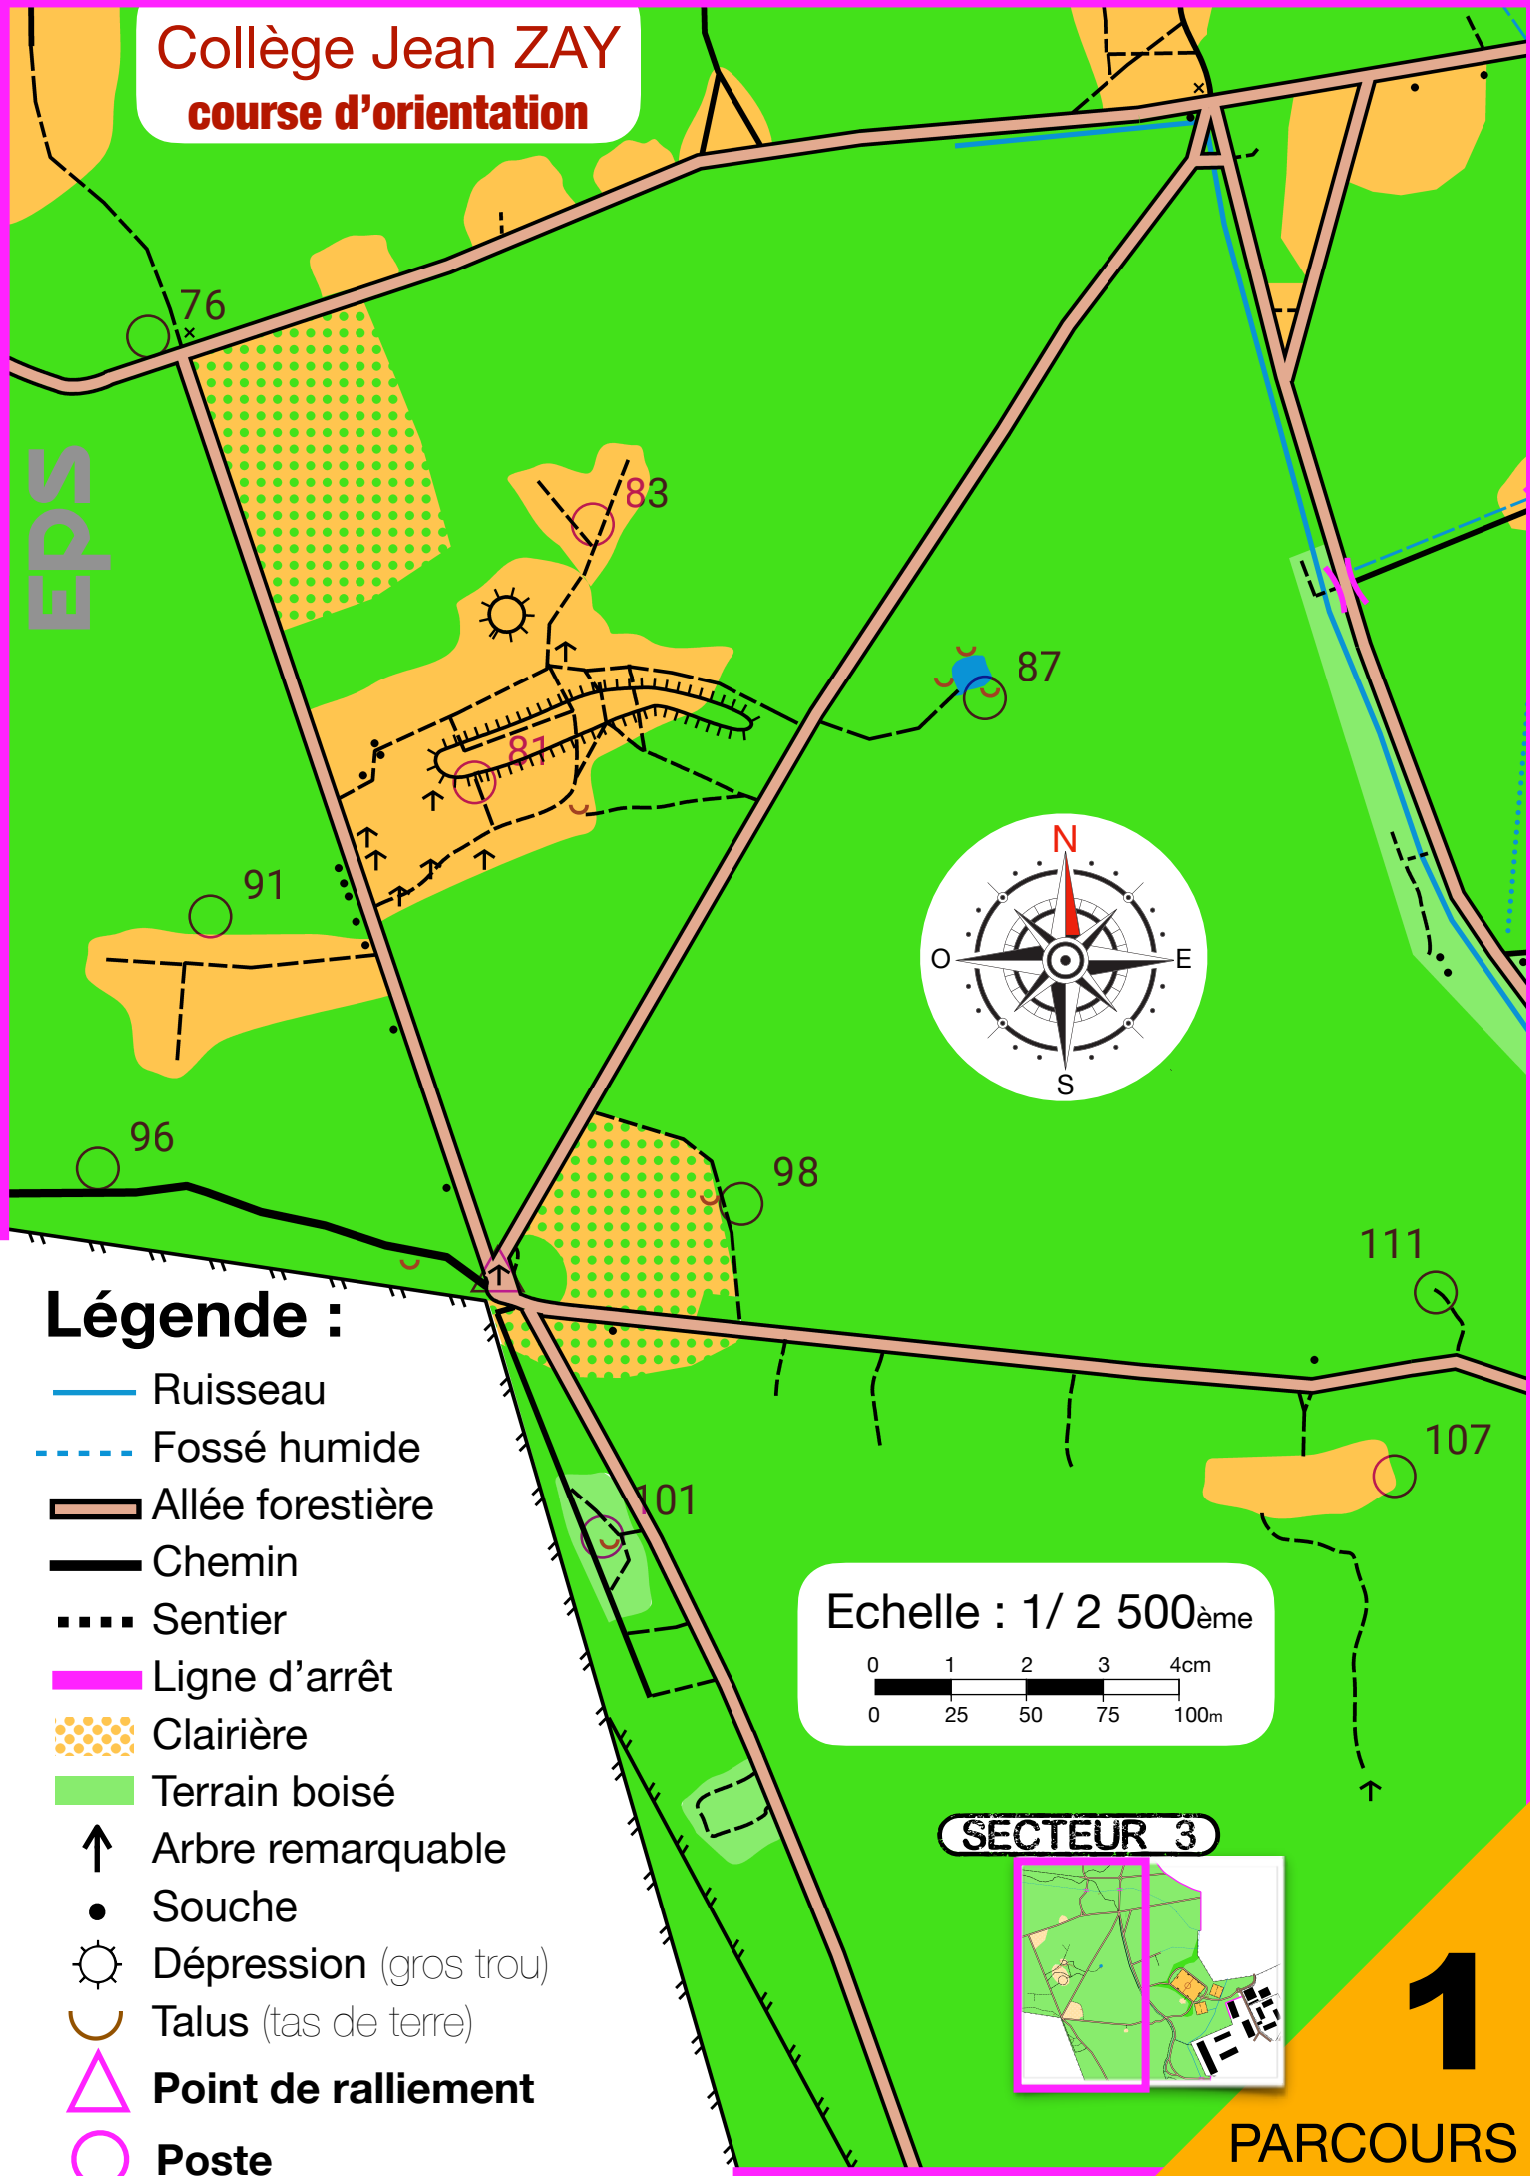 Collège Jean ZAY
course d’orientation
76
Eps
83
87
81
91
N
O
E
S
96
98
111
107
101
Légende :
Ruisseau
Fossé humide
Allée forestière
Chemin
Sentier
Ligne d’arrêt
Clairière
Terrain boisé
Arbre remarquable
Souche
Dépression (gros trou)
Talus (tas de terre)
Point de ralliement
Poste
Echelle : 1/ 2 500ème
0 1 2 3 4cm
0 25 50 75 100m
SECTEUR 3
1
PARCOURS